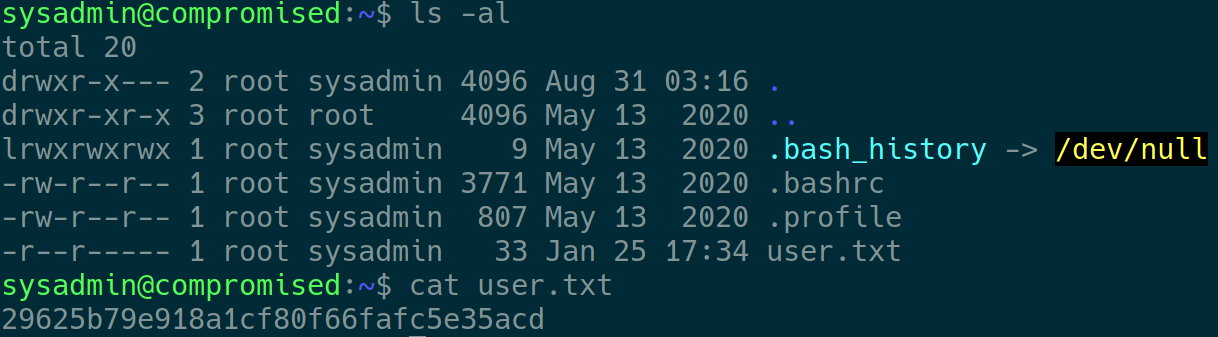 sysadmin@compromised:~$ ls -al
total 20
drwxr-x--- 2 root sysadmin 4096 Aug 31 03:16 .
drwxr-xr-x 3 root root     4096 May 13  2020 ..
lrwxrwxrwx 1 root sysadmin    9 May 13  2020 .bash_history -> /dev/null
-rw-r--r-- 1 root sysadmin 3771 May 13  2020 .bashrc
-rw-r--r-- 1 root sysadmin  807 May 13  2020 .profile
-r--r----- 1 root sysadmin   33 Jan 25 17:34 user.txt
sysadmin@compromised:~$ cat user.txt
29625b79e918a1cf80f66fafc5e35acd